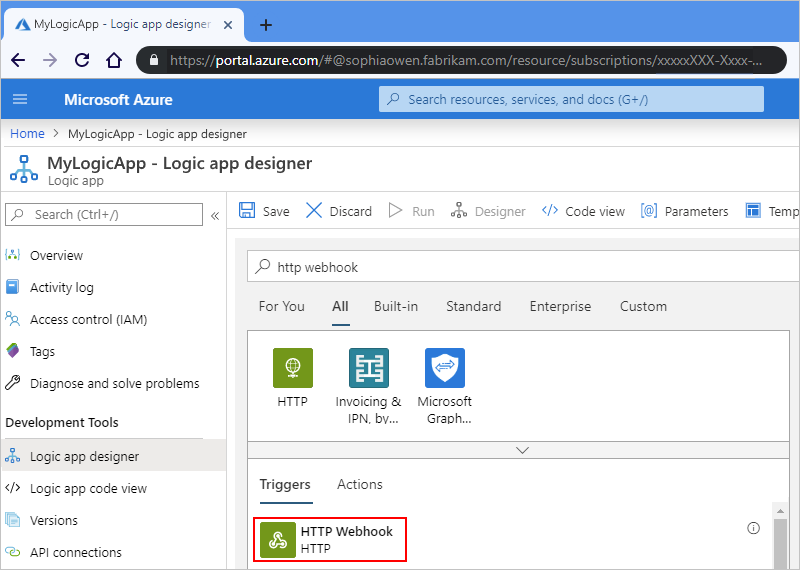 MyLogicApp - Logic app designer
https://portal.azure.com/#@sophiaowen.fabrikam.com/resource/subscriptions/xxxxxXXX-Xxxx-...
Microsoft Azure
Search resources, services, and docs (G+/)
Home > MyLogicApp - Logic app designer
MyLogicApp - Logic app designer
Logic app
Search (Ctrl+/)
«
Save
Discard
Run
Designer
Code view
Parameters
Temp
Overview
Activity log
Access control (IAM)
Tags
Diagnose and solve problems
Development Tools
Logic app designer
Logic app code view
Versions
API connections
http webhook
For You
All
Built-in
Standard
Enterprise
Custom
HTTP
Invoicing &
IPN, by...
Microsoft
Graph...
Triggers
Actions
HTTP Webhook
HTTP